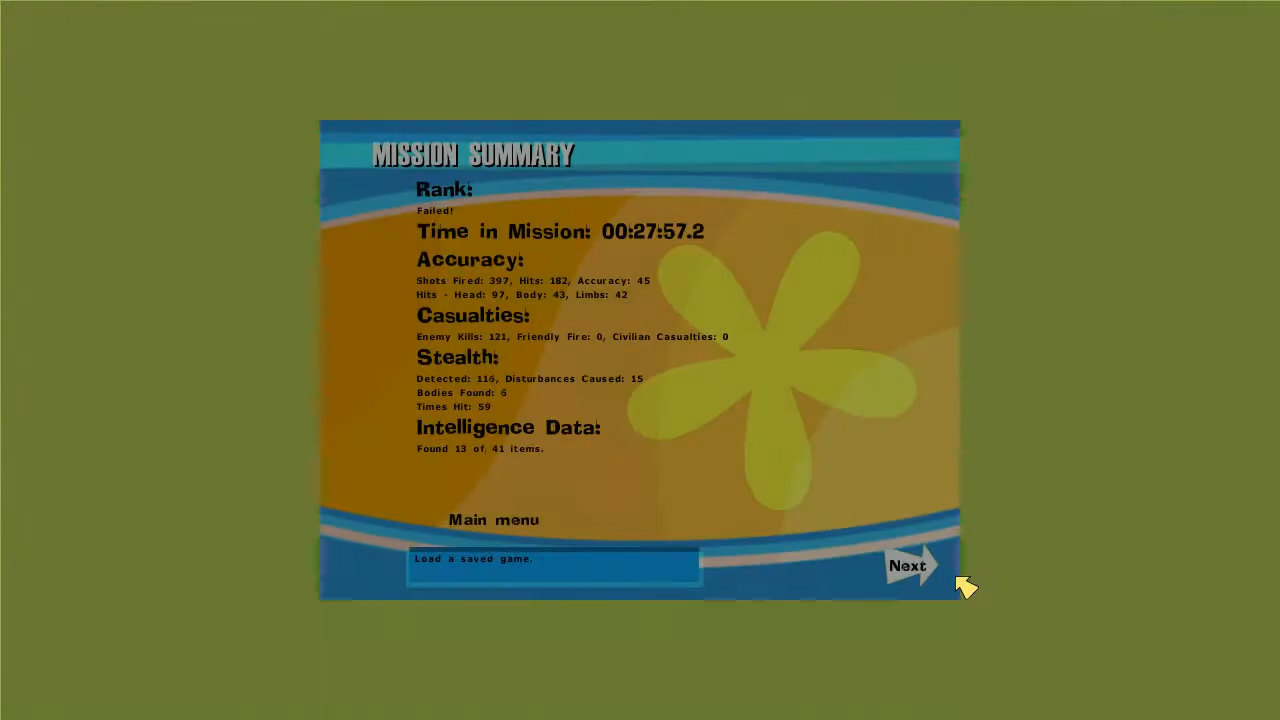 MISSION SUMMARY
Rank:
Failed!
Time in Mission: 00:27:57.2
Accuracy:
Shots Fired: 397, Hits: 182, Accuracy: 45
Hits - Head: 97, Body: 43, Limbs: 42
Casualties:
Enemy Kills: 121, Friendly Fire: 0, Civilian Casualties: 0
Stealth:
Detected: 116, Disturbances Caused: 15
Bodies Found: 6
Times Hit: 59
Intelligence Data:
Found 13 of 41 items.
Main menu
Load a saved game.
Next